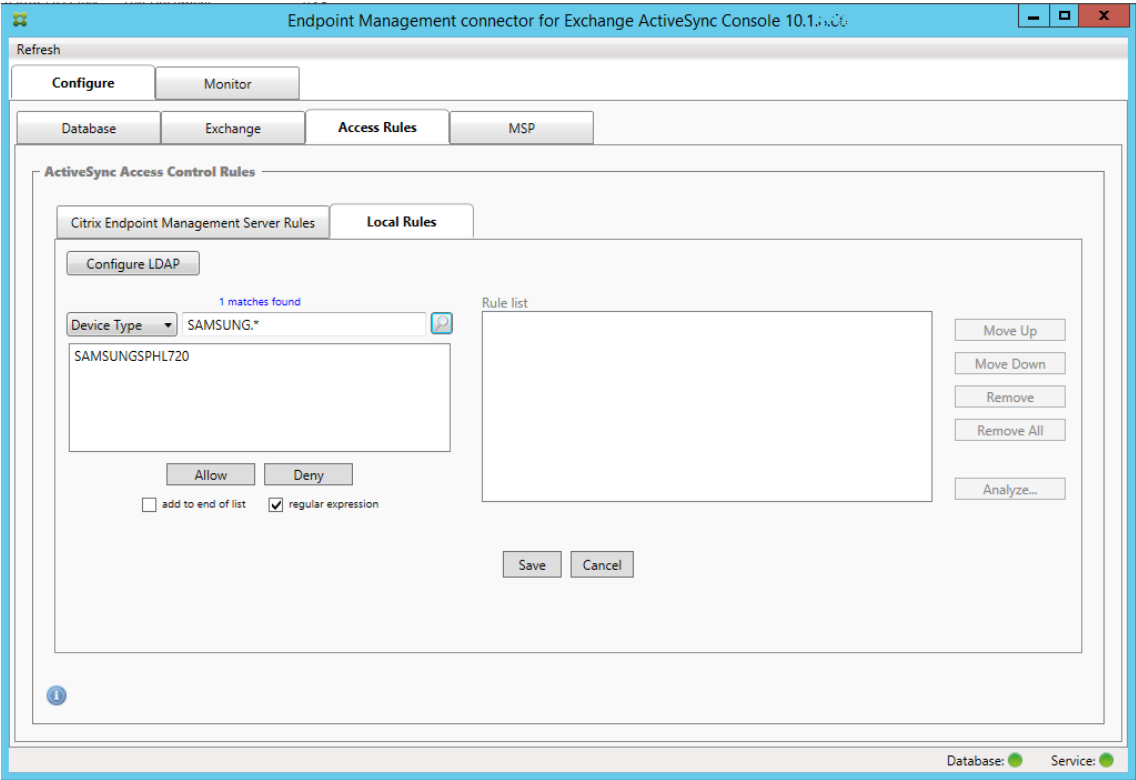 Endpoint Management connector for Exchange ActiveSync Console 10.1.
Refresh
Configure Monitor
Database Exchange Access Rules MSP
ActiveSync Access Control Rules
Citrix Endpoint Management Server Rules Local Rules
Configure LDAP
1 matches found Rule list
Device Type SAMSUNG.*
SAMSUNGSPHL720
Move Up
Move Down
Remove
Remove All
Allow Deny
Analyze...
add to end of list regular expression
Save Cancel
Database: Service: